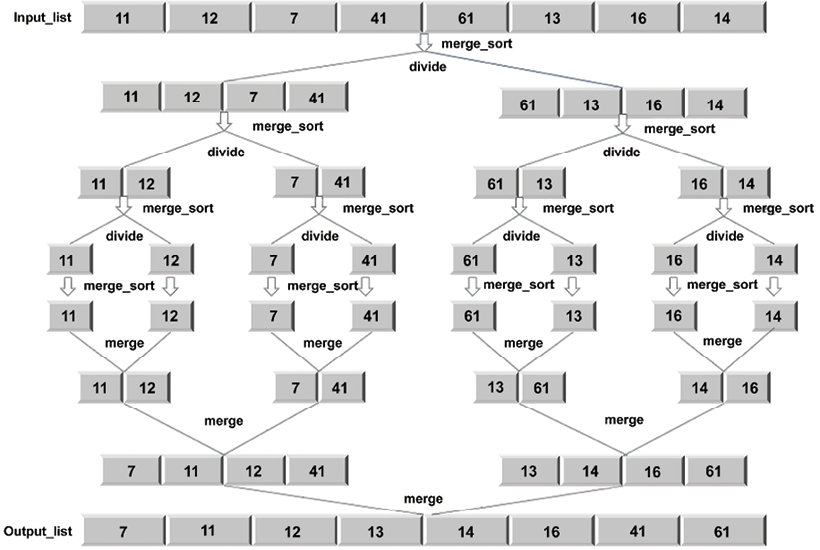 Input_list 11 12 7 41 61 13 16 14
merge_sort
divide
11 12 7 41 61 13 16 14
merge_sort merge_sort
divide divide
11 12 7 41 61 13 16 14
merge_sort merge_sort merge_sort merge_sort
divide divide divide divide
11 12 7 41 61 13 16 14
merge_sort merge_sort merge_sort merge_sort
11 12 7 41 61 13 16 14
merge merge merge merge
11 12 7 41 13 61 14 16
merge merge
7 11 12 41 13 14 16 61
merge
Output_list 7 11 12 13 14 16 41 61